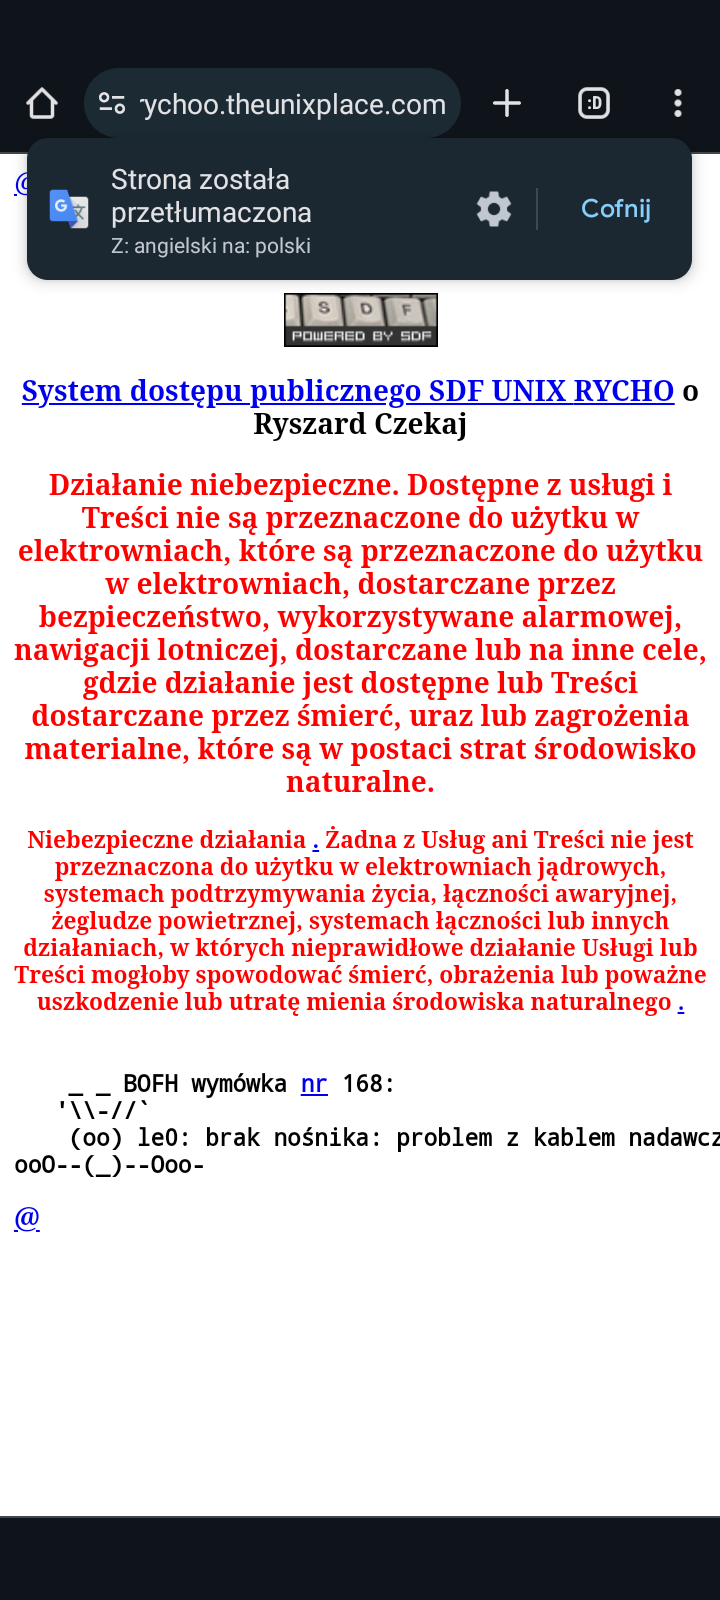 rychoo.theunixplace.com
:D
@
Strona została
przetłumaczona
Z: angielski na: polski
Cofnij
S D F
POWERED BY SDF
System dostępu publicznego SDF UNIX RYCHO o
Ryszard Czekaj
Działanie niebezpieczne. Dostępne z usługi i
Treści nie są przeznaczone do użytku w
elektrowniach, które są przeznaczone do użytku
w elektrowniach, dostarczane przez
bezpieczeństwo, wykorzystywane alarmowej,
nawigacji lotniczej, dostarczane lub na inne cele,
gdzie działanie jest dostępne lub Treści
dostarczane przez śmierć, uraz lub zagrożenia
materialne, które są w postaci strat środowisko
naturalne.
Niebezpieczne działania . Żadna z Usług ani Treści nie jest
przeznaczona do użytku w elektrowniach jądrowych,
systemach podtrzymywania życia, łączności awaryjnej,
żegludze powietrznej, systemach łączności lub innych
działaniach, w których nieprawidłowe działanie Usługi lub
Treści mogłoby spowodować śmierć, obrażenia lub poważne
uszkodzenie lub utratę mienia środowiska naturalnego .
_ _ BOFH wymówka nr 168:
'\\-//`
(oo) le0: brak nośnika: problem z kablem nadawcz
ooO--(_)--Ooo-
@